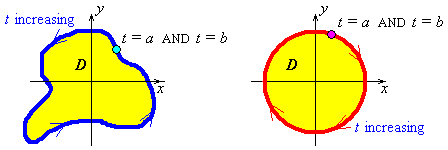 t increasing
y
t = a AND t = b
D
x
y
t = a AND t = b
D
x
t increasing